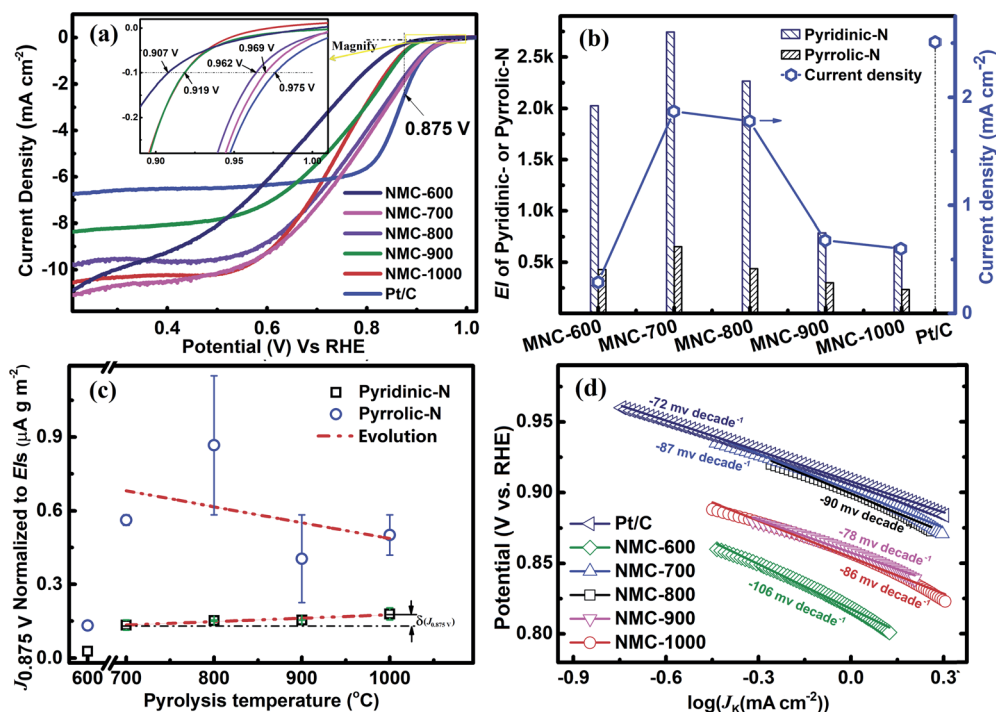 (a)
Current Density (mA cm⁻²)
0.0
-0.1
-0.2
0.907 V
0.969 V
0.962 V
0.919 V
0.975 V
0.90
0.95
1.00
Magnify
0.875 V
0
-2
-4
-6
-8
-10
NMC-600
NMC-700
NMC-800
NMC-900
NMC-1000
Pt/C
0.4
0.6
0.8
1.0
Potential (V) Vs RHE
(b)
EI of Pyridinic- or Pyrrolic-N
2.5k
2.0k
1.5k
1.0k
0.5k
Pyridinic-N
Pyrrolic-N
Current density
2
1
0
Current density (mA cm⁻²)
MNC-600
MNC-700
MNC-800
MNC-900
MNC-1000
Pt/C
(c)
J0.875 V Normalized to EIs (μA g m⁻²)
0.9
0.6
0.3
0.0
Pyridinic-N
Pyrrolic-N
Evolution
δ(J0.875 V)
600
700
800
900
1000
Pyrolysis temperature (°C)
(d)
Potential (V vs. RHE)
0.95
0.90
0.85
0.80
-72 mv decade⁻¹
-87 mv decade⁻¹
-90 mv decade⁻¹
-78 mv decade⁻¹
-86 mv decade⁻¹
-106 mv decade⁻¹
Pt/C
NMC-600
NMC-700
NMC-800
NMC-900
NMC-1000
-0.9
-0.6
-0.3
0.0
0.3
log(JK(mA cm⁻²)